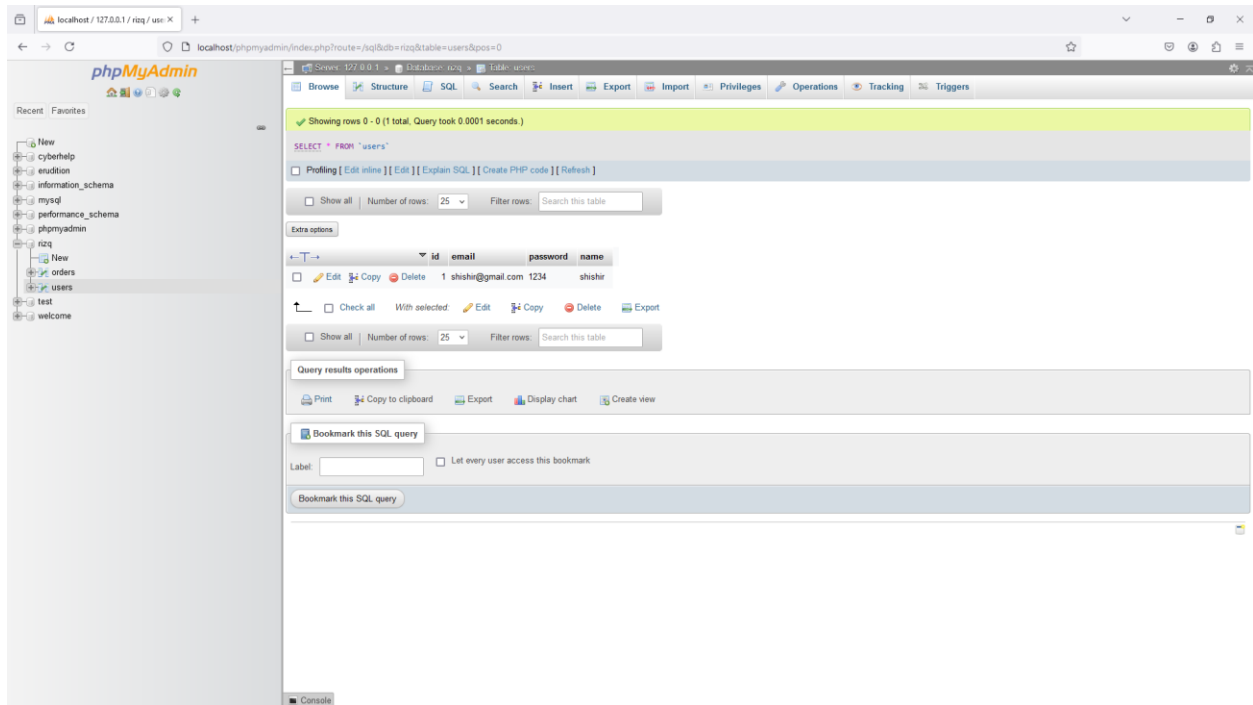 localhost / 127.0.0.1 / rizq / use
localhost/phpmyadmin/index.php?route=/sql&db=rizq&table=users&pos=0
phpMyAdmin
Recent Favorites
New
cyberhelp
erudition
information_schema
mysql
performance_schema
phpmyadmin
rizq
New
orders
users
test
welcome
Server: 127.0.0.1 » Database: rizq » Table: users
Browse Structure SQL Search Insert Export Import Privileges Operations Tracking Triggers
Showing rows 0 - 0 (1 total, Query took 0.0001 seconds.)
SELECT * FROM `users`
Profiling [ Edit inline ] [ Edit ] [ Explain SQL ] [ Create PHP code ] [ Refresh ]
Show all | Number of rows: 25 Filter rows: Search this table
Extra options
←T→ id email password name
Edit Copy Delete 1 shishir@gmail.com 1234 shishir
Check all With selected: Edit Copy Delete Export
Show all | Number of rows: 25 Filter rows: Search this table
Query results operations
Print Copy to clipboard Export Display chart Create view
Bookmark this SQL query
Label: Let every user access this bookmark
Bookmark this SQL query
Console